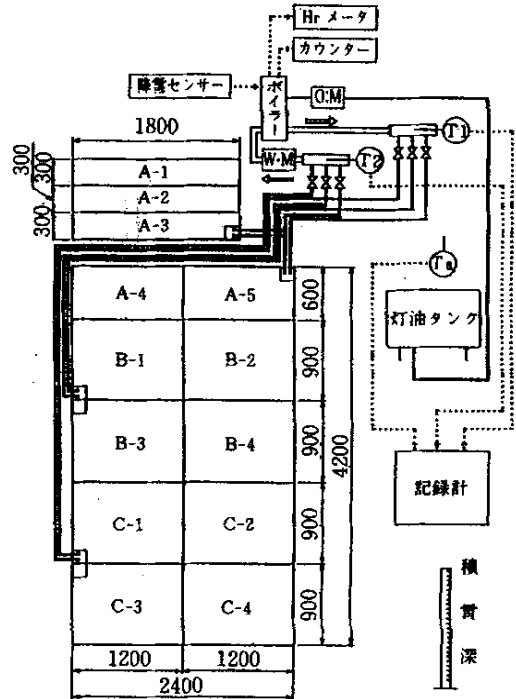 Hrメータ
カウンター
降雪センサー
ボイラー
O:M
1800
T1
W・M
T2
300
300
300
A-1
A-2
A-3
Ta
A-4
A-5
600
灯油タンク
B-1
B-2
900
B-3
B-4
900
4200
記録計
C-1
C-2
900
積雪深
C-3
C-4
900
1200
1200
2400